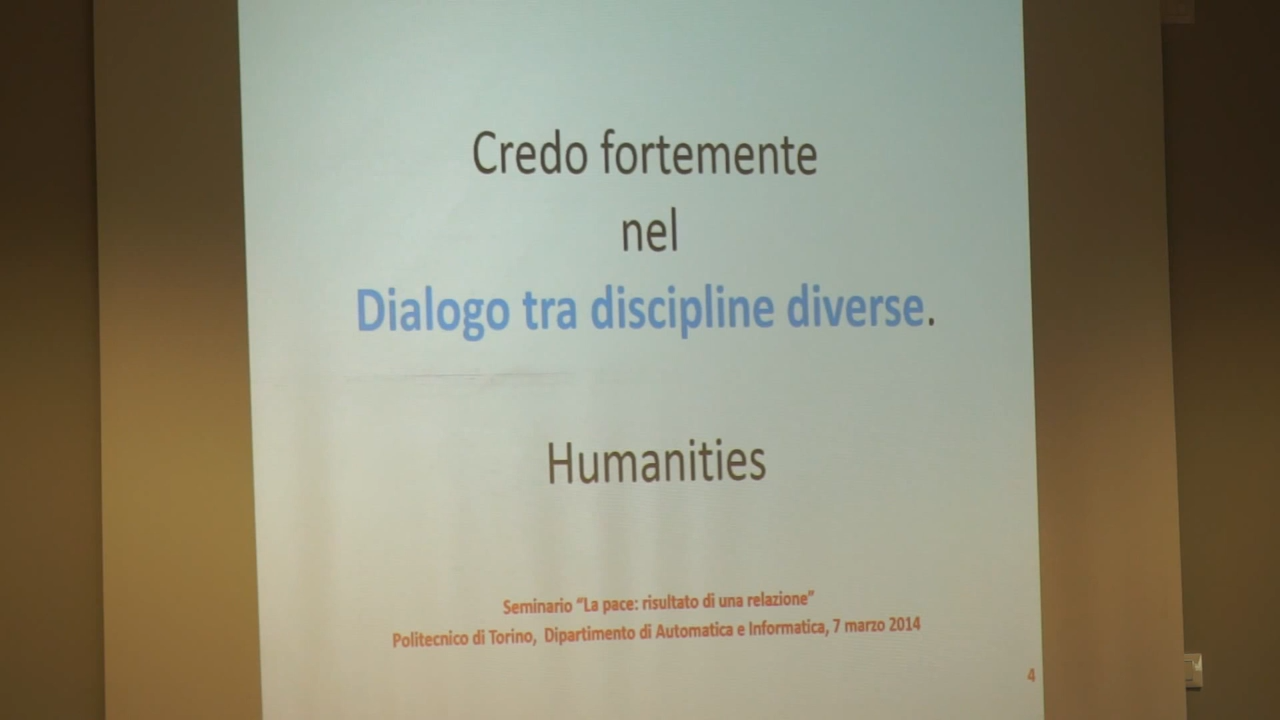 Credo fortemente
nel
Dialogo tra discipline diverse.
Humanities
Seminario “La pace: risultato di una relazione”
Politecnico di Torino, Dipartimento di Automatica e Informatica, 7 marzo 2014
4